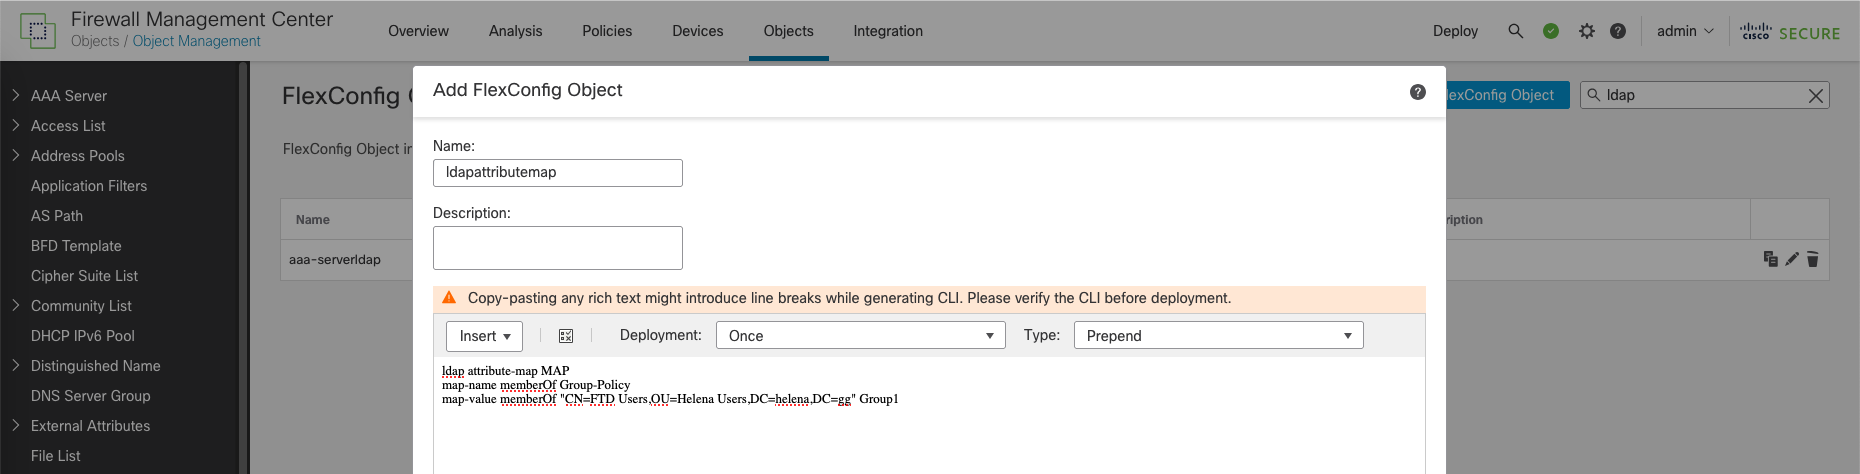 Firewall Management Center
Objects / Object Management
Overview
Analysis
Policies
Devices
Objects
Integration
Deploy
?
admin
cisco SECURE
AAA Server
Access List
Address Pools
Application Filters
AS Path
BFD Template
Cipher Suite List
Community List
DHCP IPv6 Pool
Distinguished Name
DNS Server Group
External Attributes
File List
FlexConfig
lexConfig Object
ldap
FlexConfig Object in
Name
ription
aaa-serverldap
Add FlexConfig Object
?
Name:
ldapattributemap
Description:
Copy-pasting any rich text might introduce line breaks while generating CLI. Please verify the CLI before deployment.
Insert
Deployment:
Once
Type:
Prepend
ldap attribute-map MAP
map-name memberOf Group-Policy
map-value memberOf "CN=FTD Users,OU=Helena Users,DC=helena,DC=gg" Group1